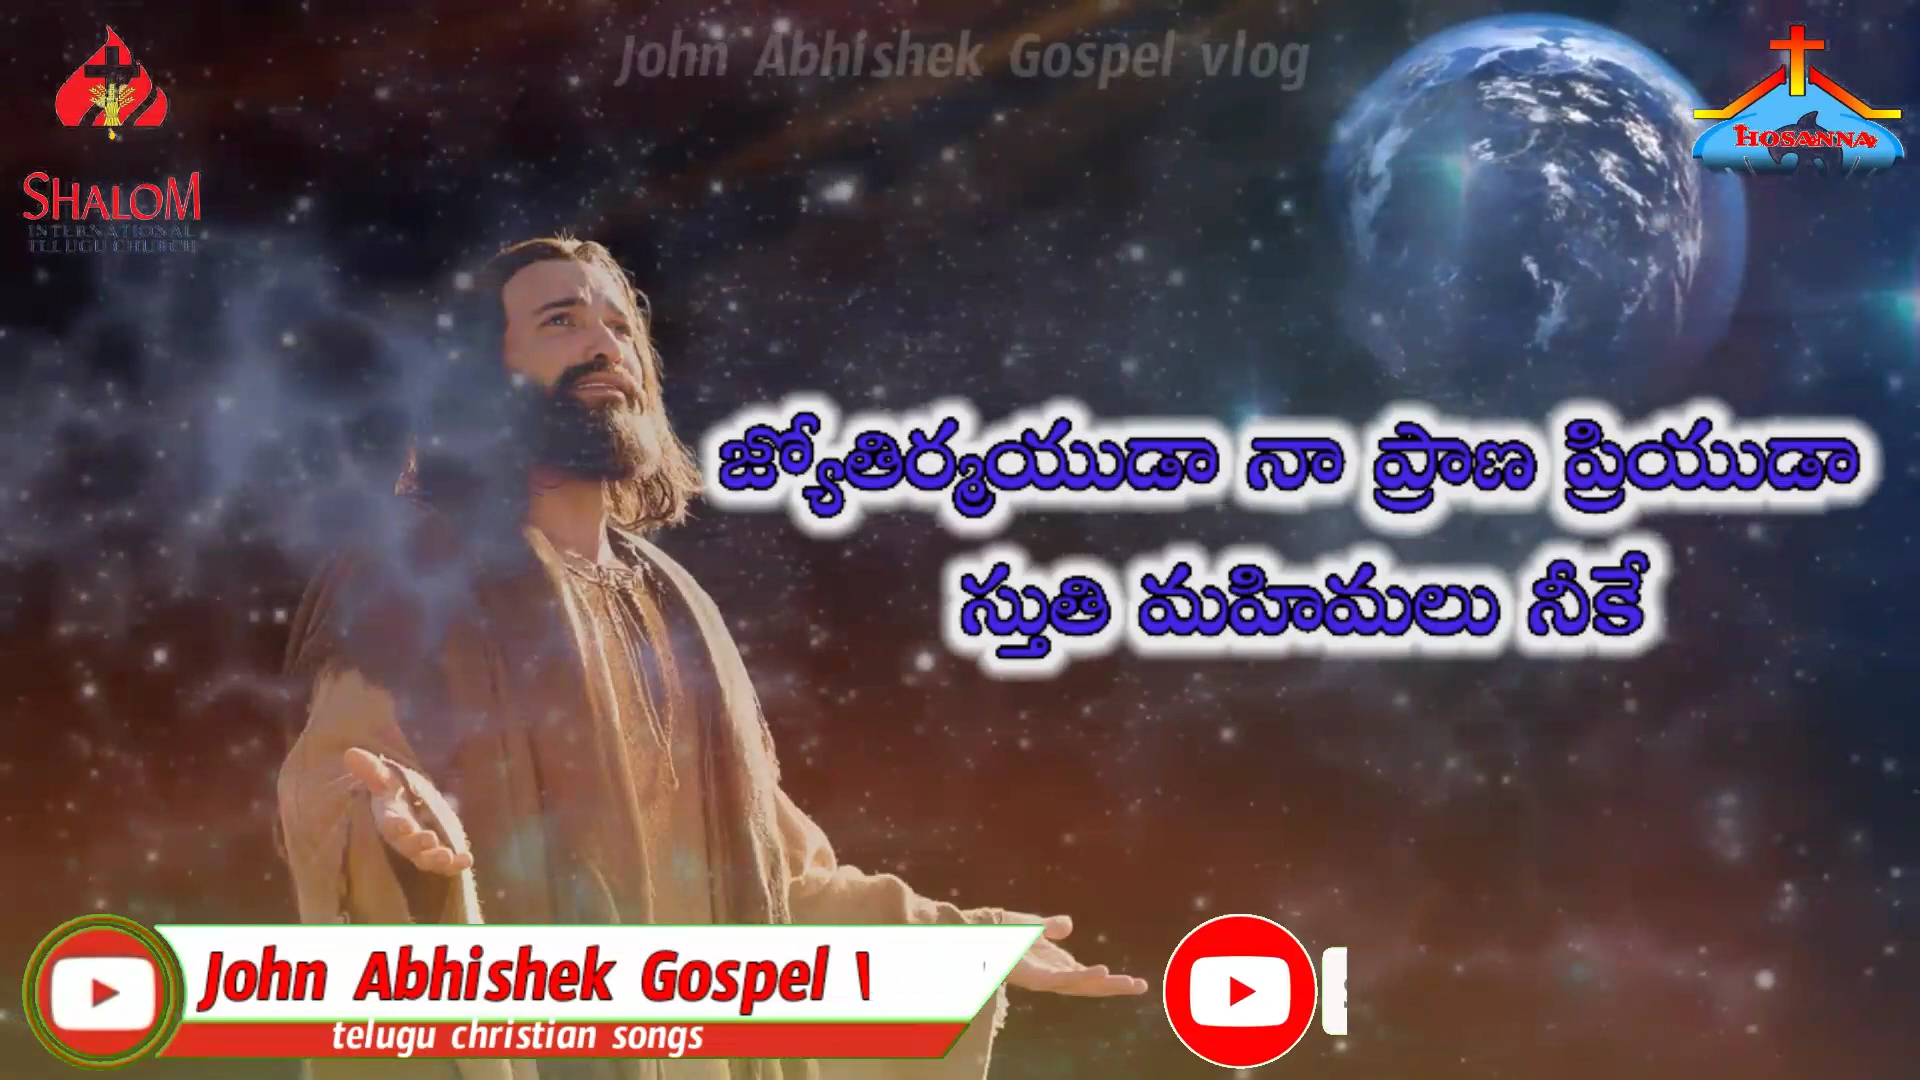 John Abhishek Gospel vlog
HOSANNA
SHALOM
INTERNATIONAL
TELUGU CHURCH
జ్యోతిర్మయుడా నా ప్రాణ ప్రియుడా
స్తుతి మహిమలు నీకే
John Abhishek Gospel
telugu christian songs